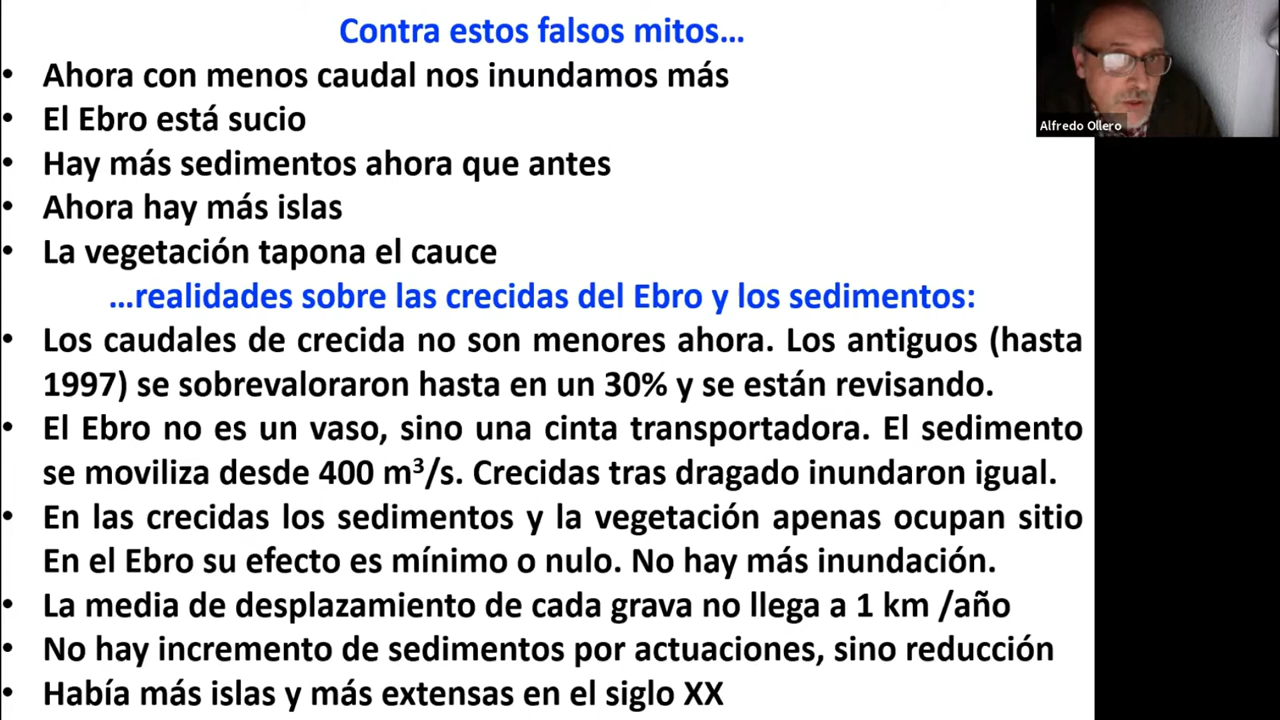 Contra estos falsos mitos...
• Ahora con menos caudal nos inundamos más
• El Ebro está sucio
• Hay más sedimentos ahora que antes
• Ahora hay más islas
• La vegetación tapona el cauce
...realidades sobre las crecidas del Ebro y los sedimentos:
• Los caudales de crecida no son menores ahora. Los antiguos (hasta
1997) se sobrevaloraron hasta en un 30% y se están revisando.
• El Ebro no es un vaso, sino una cinta transportadora. El sedimento
se moviliza desde 400 m³/s. Crecidas tras dragado inundaron igual.
• En las crecidas los sedimentos y la vegetación apenas ocupan sitio
En el Ebro su efecto es mínimo o nulo. No hay más inundación.
• La media de desplazamiento de cada grava no llega a 1 km /año
• No hay incremento de sedimentos por actuaciones, sino reducción
• Había más islas y más extensas en el siglo XX
Alfredo Ollero